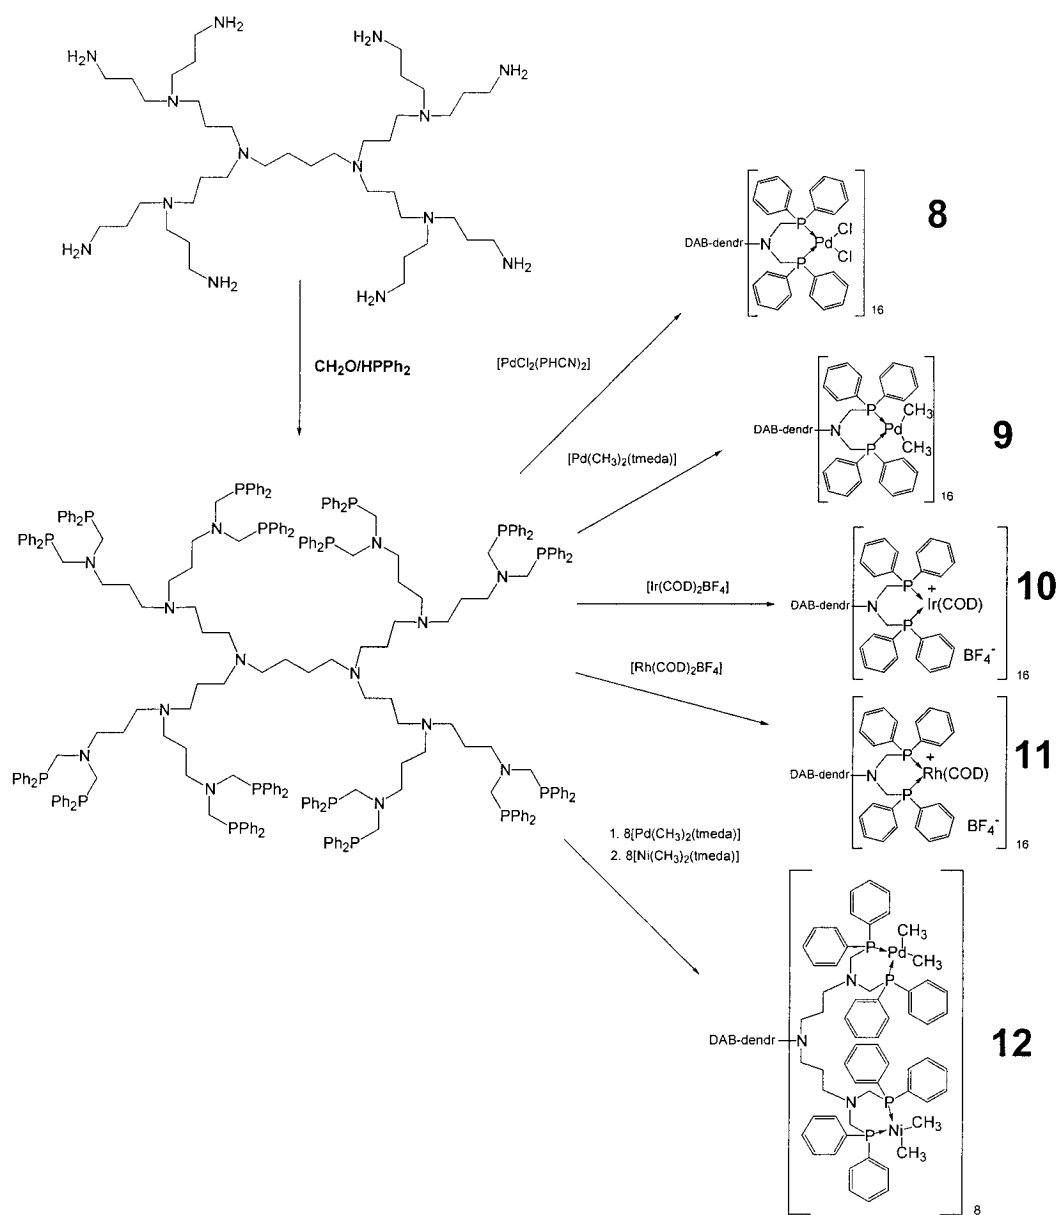 NH2
NH2
H2N
H2N
NH2
N
N
N
N
N
N
H2N
NH2
NH2
H2N
NH2
CH2O/HPPh2
[PdCl2(PHCN)2]
[Pd(CH3)2(tmeda)]
[Ir(COD)2BF4]
[Rh(COD)2BF4]
1. 8[Pd(CH3)2(tmeda)]
2. 8[Ni(CH3)2(tmeda)]
PPh2
Ph2P
Ph2P
PPh2
Ph2P
Ph2P
PPh2
PPh2
N
N
N
N
N
N
N
N
N
N
N
N
N
N
Ph2P
Ph2P
PPh2
PPh2
Ph2P
Ph2P
PPh2
PPh2
8
P
Cl
DAB-dendr
N
Pd
P
Cl
16
9
P
CH3
DAB-dendr
N
Pd
P
CH3
16
10
P
+
DAB-dendr
N
Ir(COD)
P
BF4-
16
11
P
+
DAB-dendr
N
Rh(COD)
P
BF4-
16
12
CH3
P
Pd
CH3
N
P
DAB-dendr
N
N
P
P
Ni
CH3
CH3
8